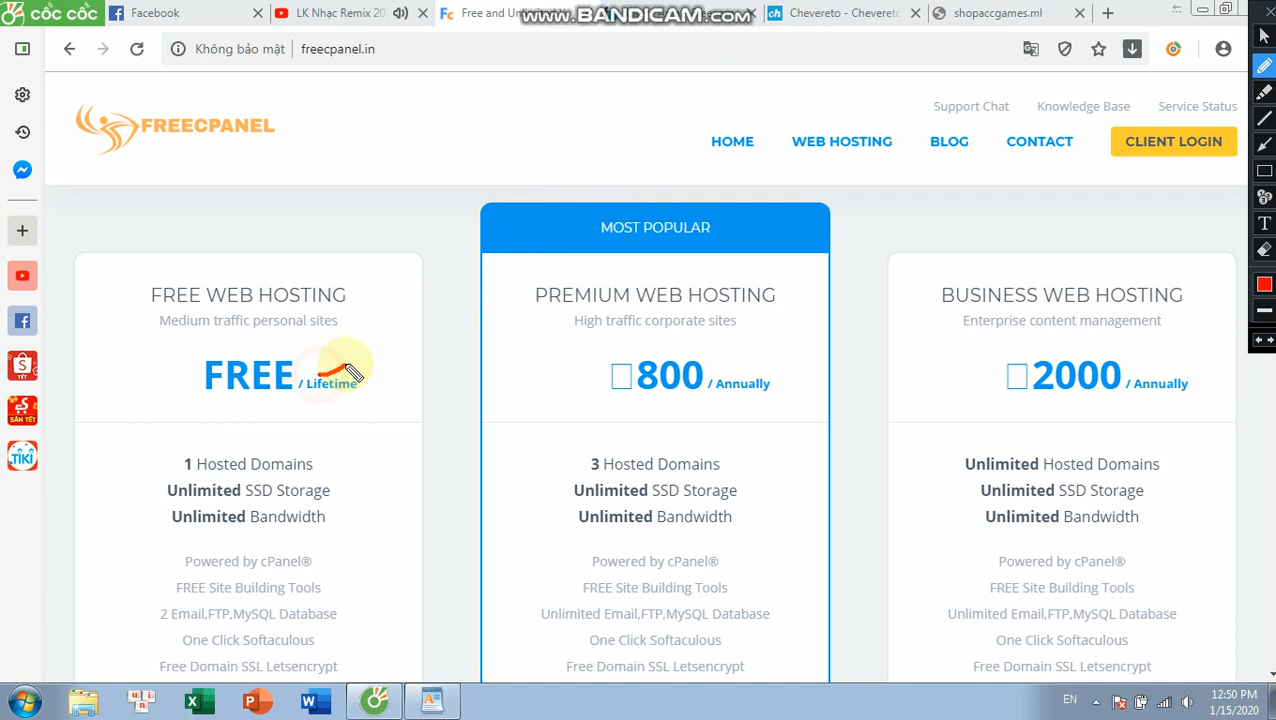 CỐC CỐC
Facebook
LK Nhạc Remix 20
Free and Un
www.BANDICAM.com
Chevereto - Chevereto
shopargames.ml
Không bảo mật
freecpanel.in
FREECPANEL
Support Chat
Knowledge Base
Service Status
HOME
WEB HOSTING
BLOG
CONTACT
CLIENT LOGIN
MOST POPULAR
FREE WEB HOSTING
Medium traffic personal sites
FREE / Lifetime
1 Hosted Domains
Unlimited SSD Storage
Unlimited Bandwidth
Powered by cPanel®
FREE Site Building Tools
2 Email,FTP,MySQL Database
One Click Softaculous
Free Domain SSL Letsencrypt
PREMIUM WEB HOSTING
High traffic corporate sites
800 / Annually
3 Hosted Domains
Unlimited SSD Storage
Unlimited Bandwidth
Powered by cPanel®
FREE Site Building Tools
Unlimited Email,FTP,MySQL Database
One Click Softaculous
Free Domain SSL Letsencrypt
BUSINESS WEB HOSTING
Enterprise content management
2000 / Annually
Unlimited Hosted Domains
Unlimited SSD Storage
Unlimited Bandwidth
Powered by cPanel®
FREE Site Building Tools
Unlimited Email,FTP,MySQL Database
One Click Softaculous
Free Domain SSL Letsencrypt
TẾT
SẮM TẾT
TIKI
EN
12:50 PM
1/15/2020